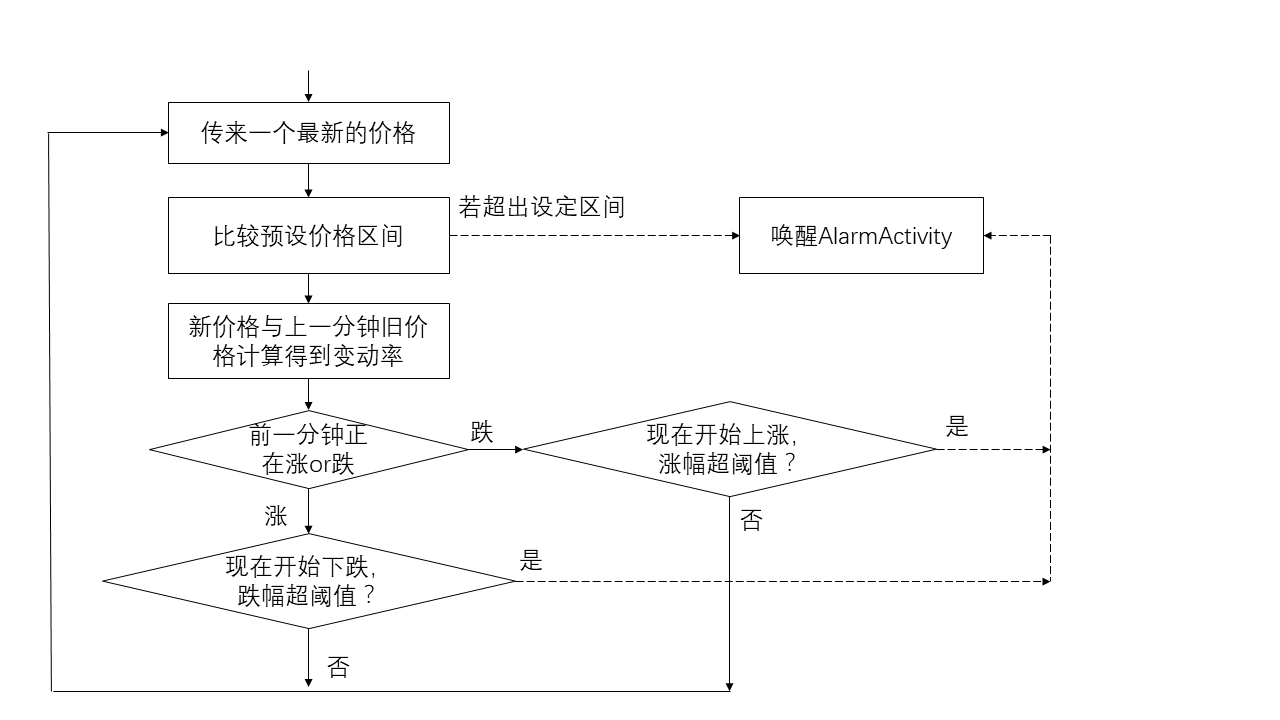 传来一个最新的价格
若超出设定区间
比较预设价格区间
唤醒AlarmActivity
新价格与上一分钟旧价
格计算得到变动率
前一分钟正
在涨or跌
跌
现在开始上涨,
涨幅超阈值？
是
涨
否
现在开始下跌,
跌幅超阈值？
是
否